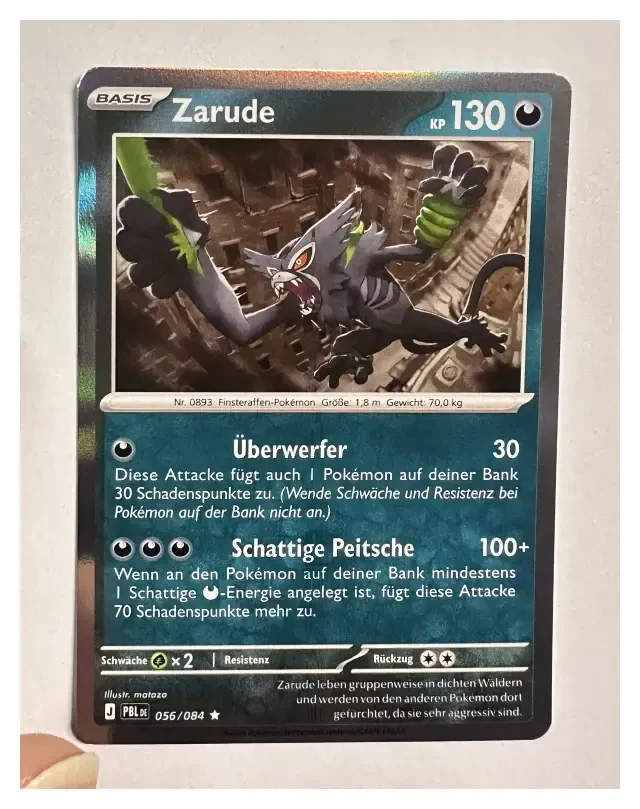 BASIS Zarude KP 130
Nr. 0893 Finsteraffen-Pokémon Größe: 1,8 m Gewicht: 70,0 kg
Überwerfer 30
Diese Attacke fügt auch 1 Pokémon auf deiner Bank
30 Schadenspunkte zu. (Wende Schwäche und Resistenz bei
Pokémon auf der Bank nicht an.)
Schattige Peitsche 100+
Wenn an den Pokémon auf deiner Bank mindestens
1 Schattige -Energie angelegt ist, fügt diese Attacke
70 Schadenspunkte mehr zu.
Schwäche ×2 Resistenz Rückzug
Zarude leben gruppenweise in dichten Wäldern
und werden von den anderen Pokémon dort
gefürchtet, da sie sehr aggressiv sind.
Illustr. matazo
J PBL DE 056/084 ★